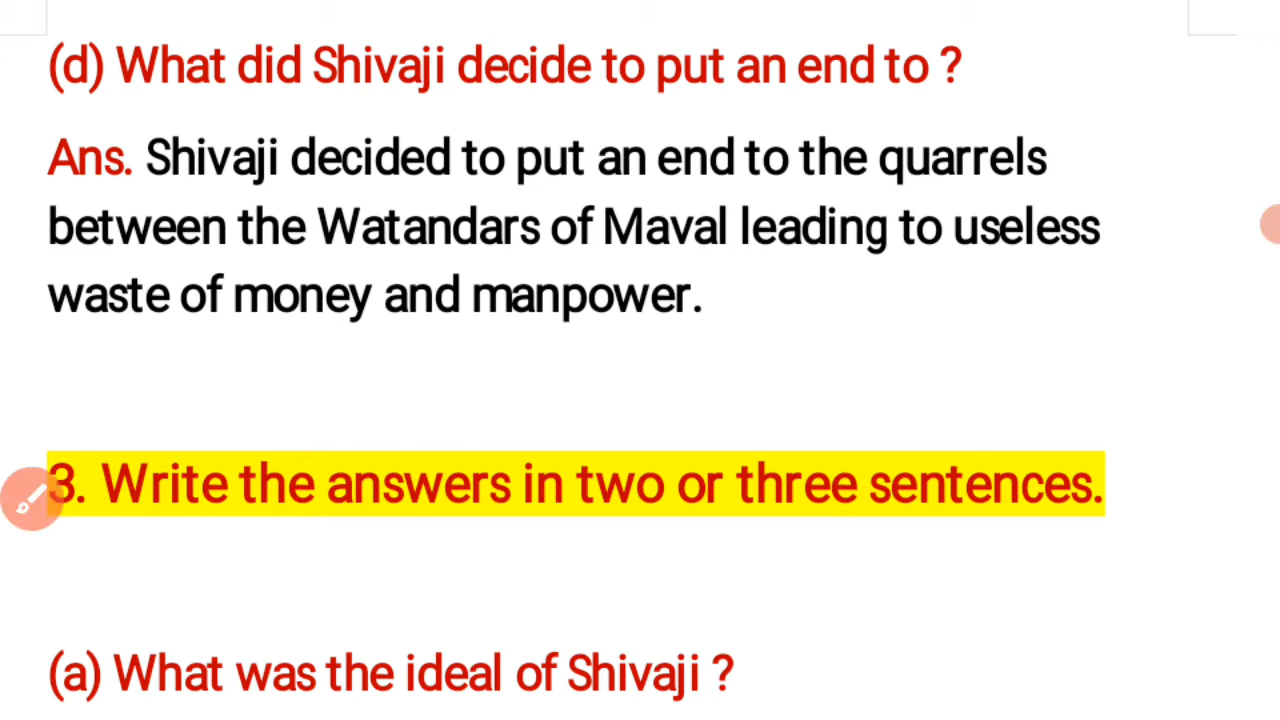 (d) What did Shivaji decide to put an end to ?
Ans. Shivaji decided to put an end to the quarrels
between the Watandars of Maval leading to useless
waste of money and manpower.
3. Write the answers in two or three sentences.
(a) What was the ideal of Shivaji ?